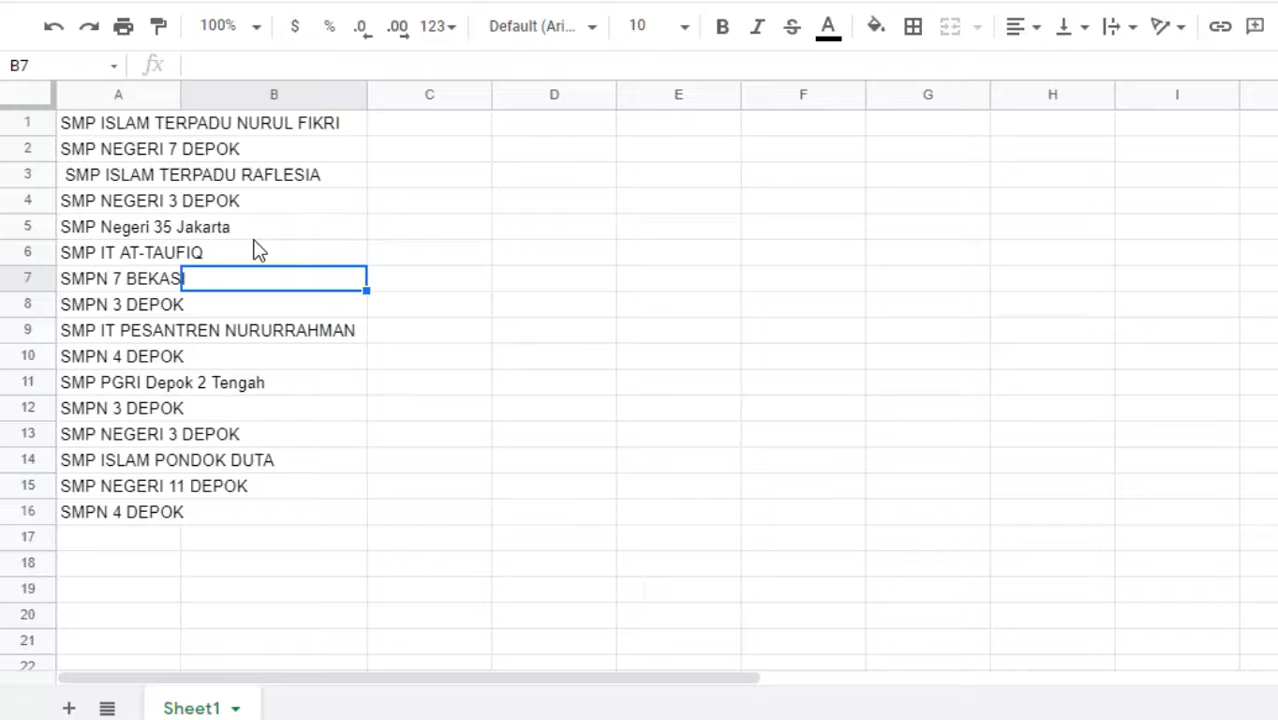 100% $ % .0 .00 123 Default (Ari... 10 B I S A
B7 fx
A B C D E F G H I
1 SMP ISLAM TERPADU NURUL FIKRI
2 SMP NEGERI 7 DEPOK
3 SMP ISLAM TERPADU RAFLESIA
4 SMP NEGERI 3 DEPOK
5 SMP Negeri 35 Jakarta
6 SMP IT AT-TAUFIQ
7 SMPN 7 BEKASI
8 SMPN 3 DEPOK
9 SMP IT PESANTREN NURURRAHMAN
10 SMPN 4 DEPOK
11 SMP PGRI Depok 2 Tengah
12 SMPN 3 DEPOK
13 SMP NEGERI 3 DEPOK
14 SMP ISLAM PONDOK DUTA
15 SMP NEGERI 11 DEPOK
16 SMPN 4 DEPOK
17
18
19
20
21
22
Sheet1